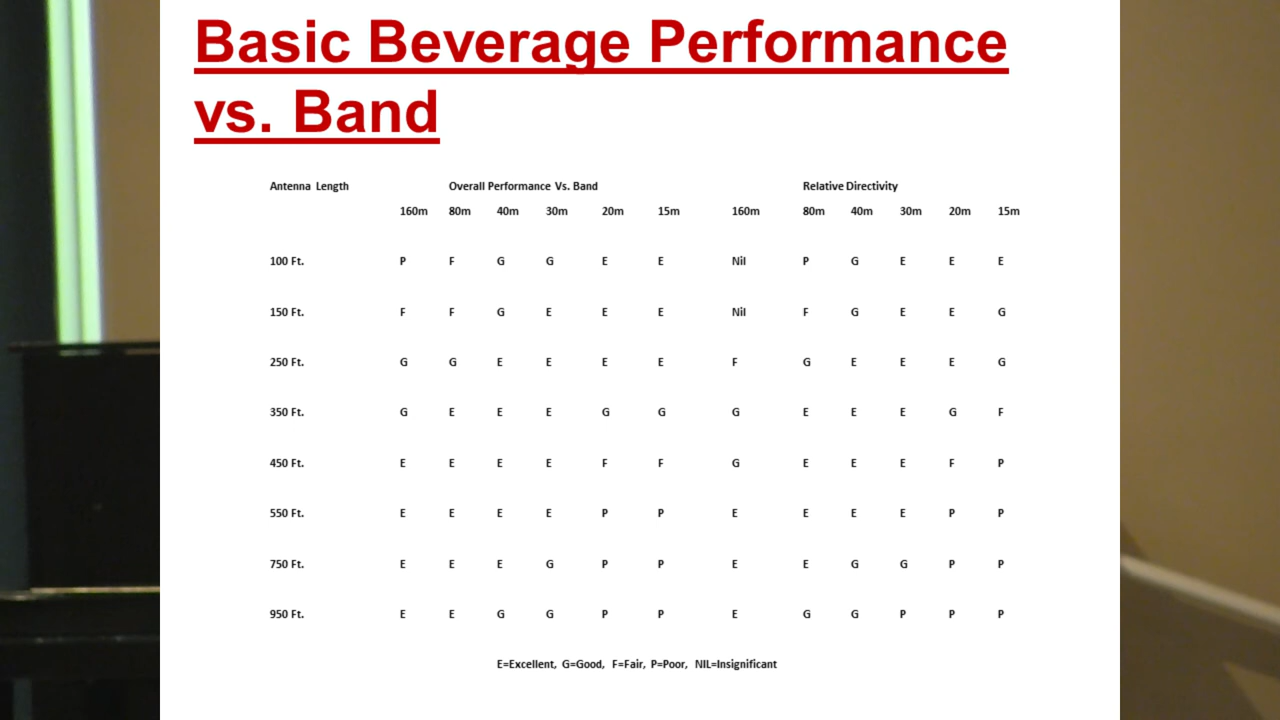 Basic Beverage Performance
vs. Band
Antenna Length Overall Performance Vs. Band Relative Directivity
160m 80m 40m 30m 20m 15m 160m 80m 40m 30m 20m 15m
100 Ft. P F G G E E Nil P G E E E
150 Ft. F F G E E E Nil F G E E G
250 Ft. G G E E E E F G E E E G
350 Ft. G E E E G G G E E E G F
450 Ft. E E E E F F G E E E F P
550 Ft. E E E E P P E E E E P P
750 Ft. E E E G P P E E G G P P
950 Ft. E E G G P P E G G P P P
E=Excellent, G=Good, F=Fair, P=Poor, NIL=Insignificant